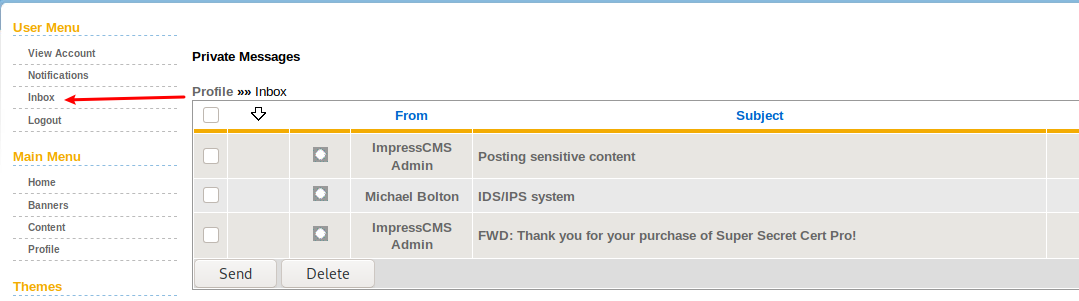 User Menu
View Account
Notifications
Inbox
Logout
Main Menu
Home
Banners
Content
Profile
Themes
Private Messages
Profile »» Inbox
From Subject
ImpressCMS
Admin
Posting sensitive content
Michael Bolton IDS/IPS system
ImpressCMS
Admin
FWD: Thank you for your purchase of Super Secret Cert Pro!
Send Delete